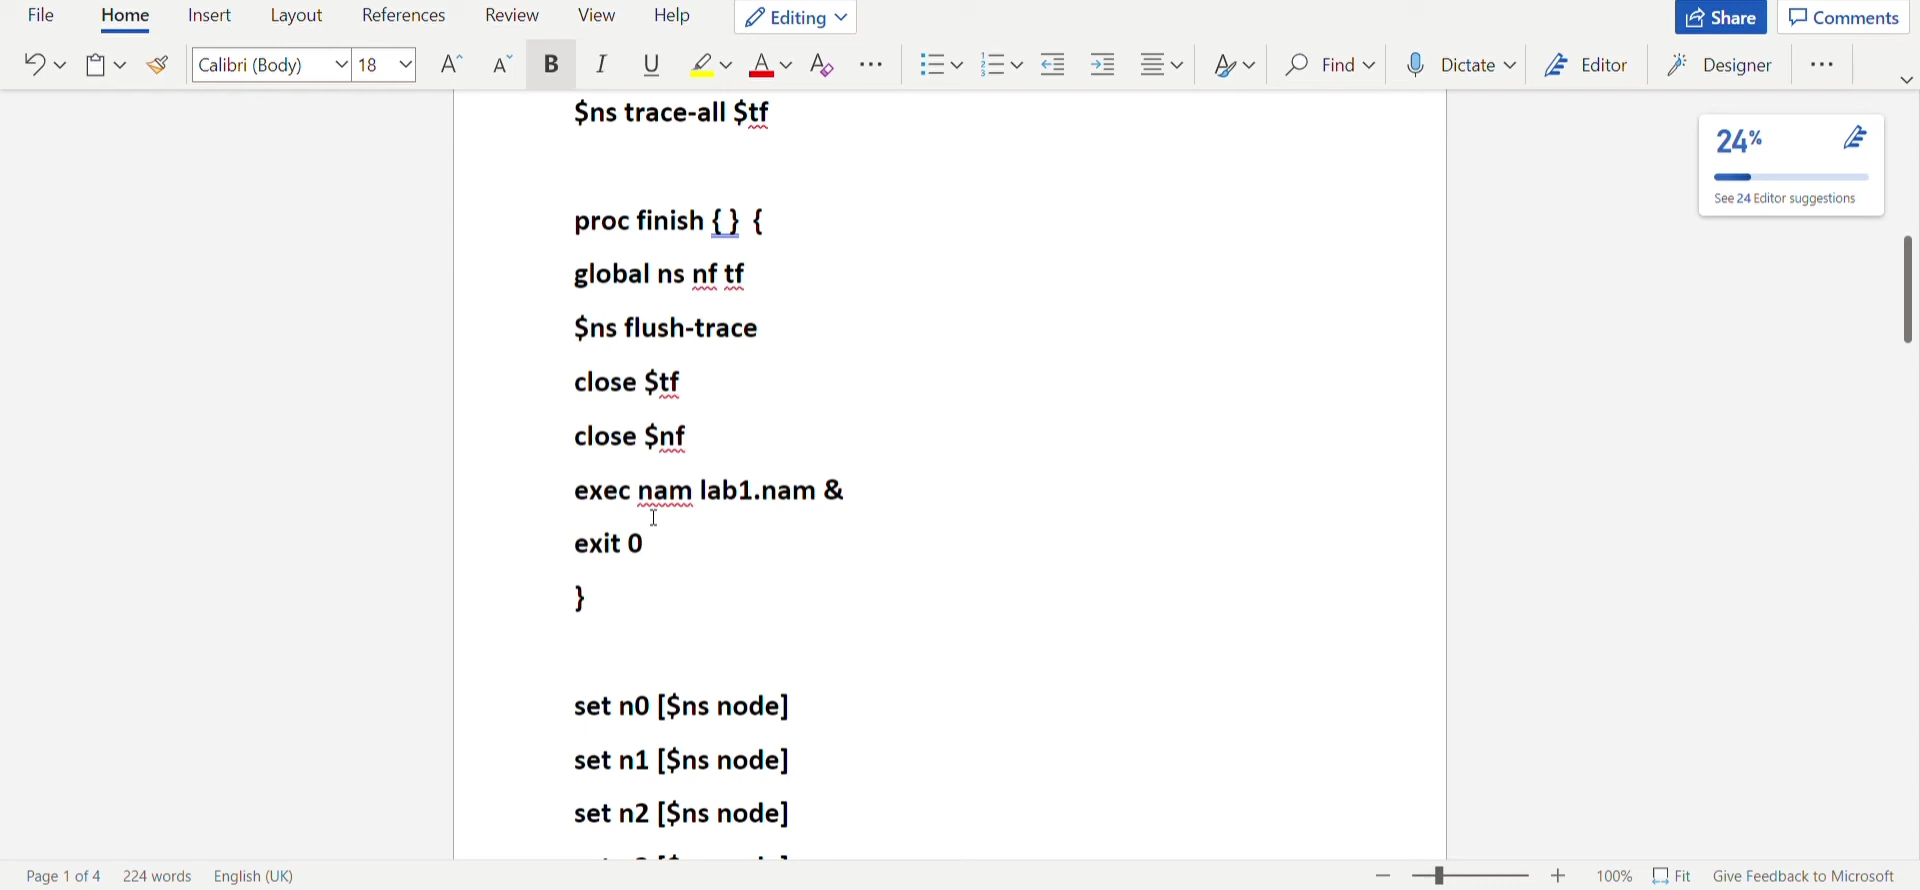 File Home Insert Layout References Review View Help Editing Share Comments
Calibri (Body) 18 B I U A Find Dictate Editor Designer
$ns trace-all $tf
24%
See 24 Editor suggestions
proc finish { } {
global ns nf tf
$ns flush-trace
close $tf
close $nf
exec nam lab1.nam &
exit 0
}
set n0 [$ns node]
set n1 [$ns node]
set n2 [$ns node]
Page 1 of 4 224 words English (UK) 100% Fit Give Feedback to Microsoft